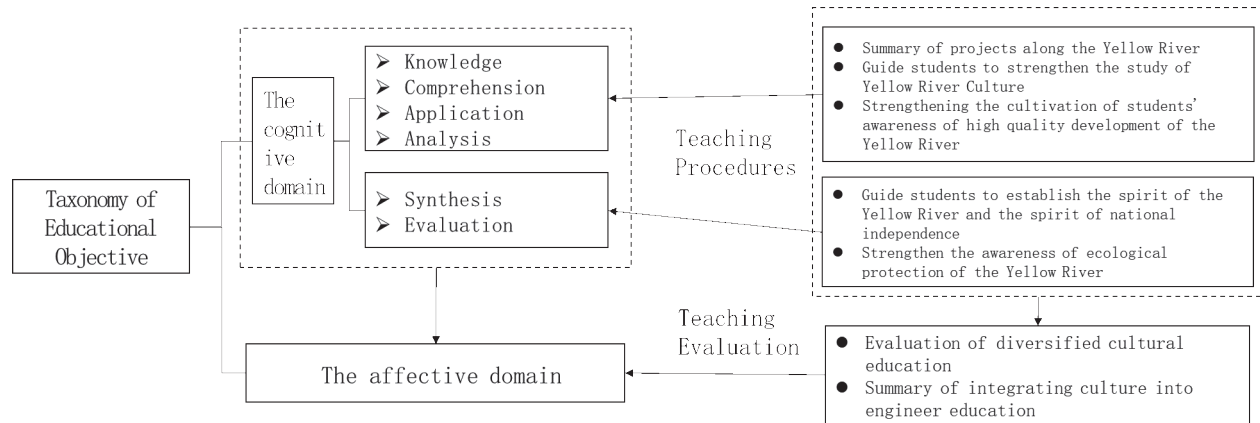 Taxonomy of
Educational
Objective
The
cognit
ive
domain
➢ Knowledge
➢ Comprehension
➢ Application
➢ Analysis
➢ Synthesis
➢ Evaluation
The affective domain
Teaching
Procedures
Teaching
Evaluation
● Summary of projects along the Yellow River
● Guide students to strengthen the study of
Yellow River Culture
● Strengthening the cultivation of students'
awareness of high quality development of the
Yellow River
● Guide students to establish the spirit of the
Yellow River and the spirit of national
independence
● Strengthen the awareness of ecological
protection of the Yellow River
● Evaluation of diversified cultural
education
● Summary of integrating culture into
engineer education